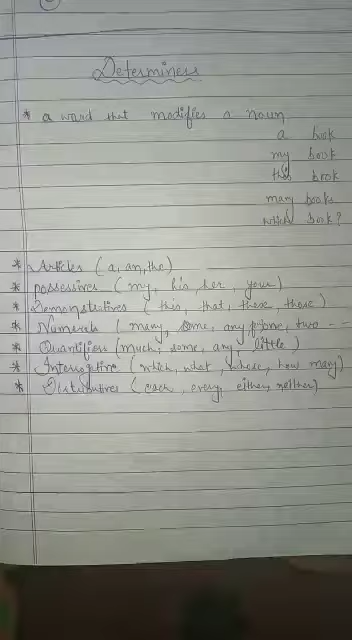 Determiners
* a word that modifies a noun
a book
my book
this book
many books
which book?
* Articles (a, an, the)
* possessives (my, his, her, your)
* Demonstratives (this, that, these, those)
* Numerals (many, some, any, one, two - -
* Quantifiers (much, some, any, little)
* Interrogative (which, what, whose, how many)
* Distributives (each, every, either, neither)